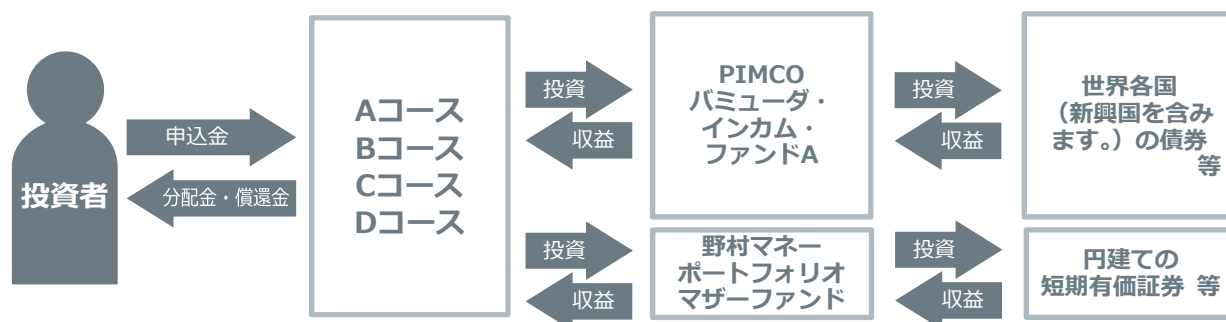 投資者
申込金
分配金・償還金
Aコース
Bコース
Cコース
Dコース
投資
収益
PIMCO
バミューダ・
インカム・
ファンドA
投資
収益
世界各国
（新興国を含み
ます。）の債券
等
投資
収益
野村マネー
ポートフォリオ
マザーファンド
投資
収益
円建ての
短期有価証券 等